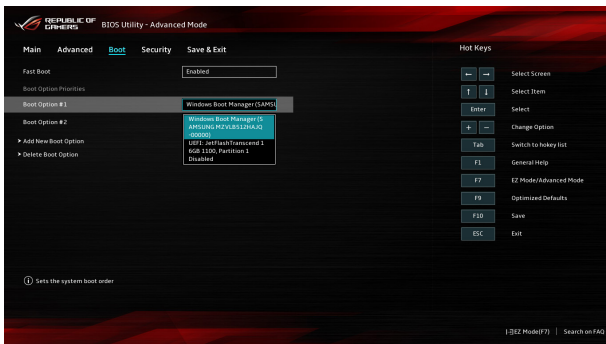 REPUBLIC OF
GAMERS
BIOS Utility - Advanced Mode
Main Advanced Boot Security Save & Exit
Hot Keys
Fast Boot Enabled
Boot Option Priorities
Boot Option #1 Windows Boot Manager (SAMSU
Boot Option #2
Windows Boot Manager (S
AMSUNG MZVLB512HAJQ
-00000)
UEFI: JetFlashTranscend 1
6GB 1100, Partition 1
Disabled
Add New Boot Option
Delete Boot Option
← → Select Screen
↑ ↓ Select Item
Enter Select
+ − Change Option
Tab Switch to hokey list
F1 General Help
F7 EZ Mode/Advanced Mode
F9 Optimized Defaults
F10 Save
ESC Exit
i Sets the system boot order
EZ Mode(F7) | Search on FAQ